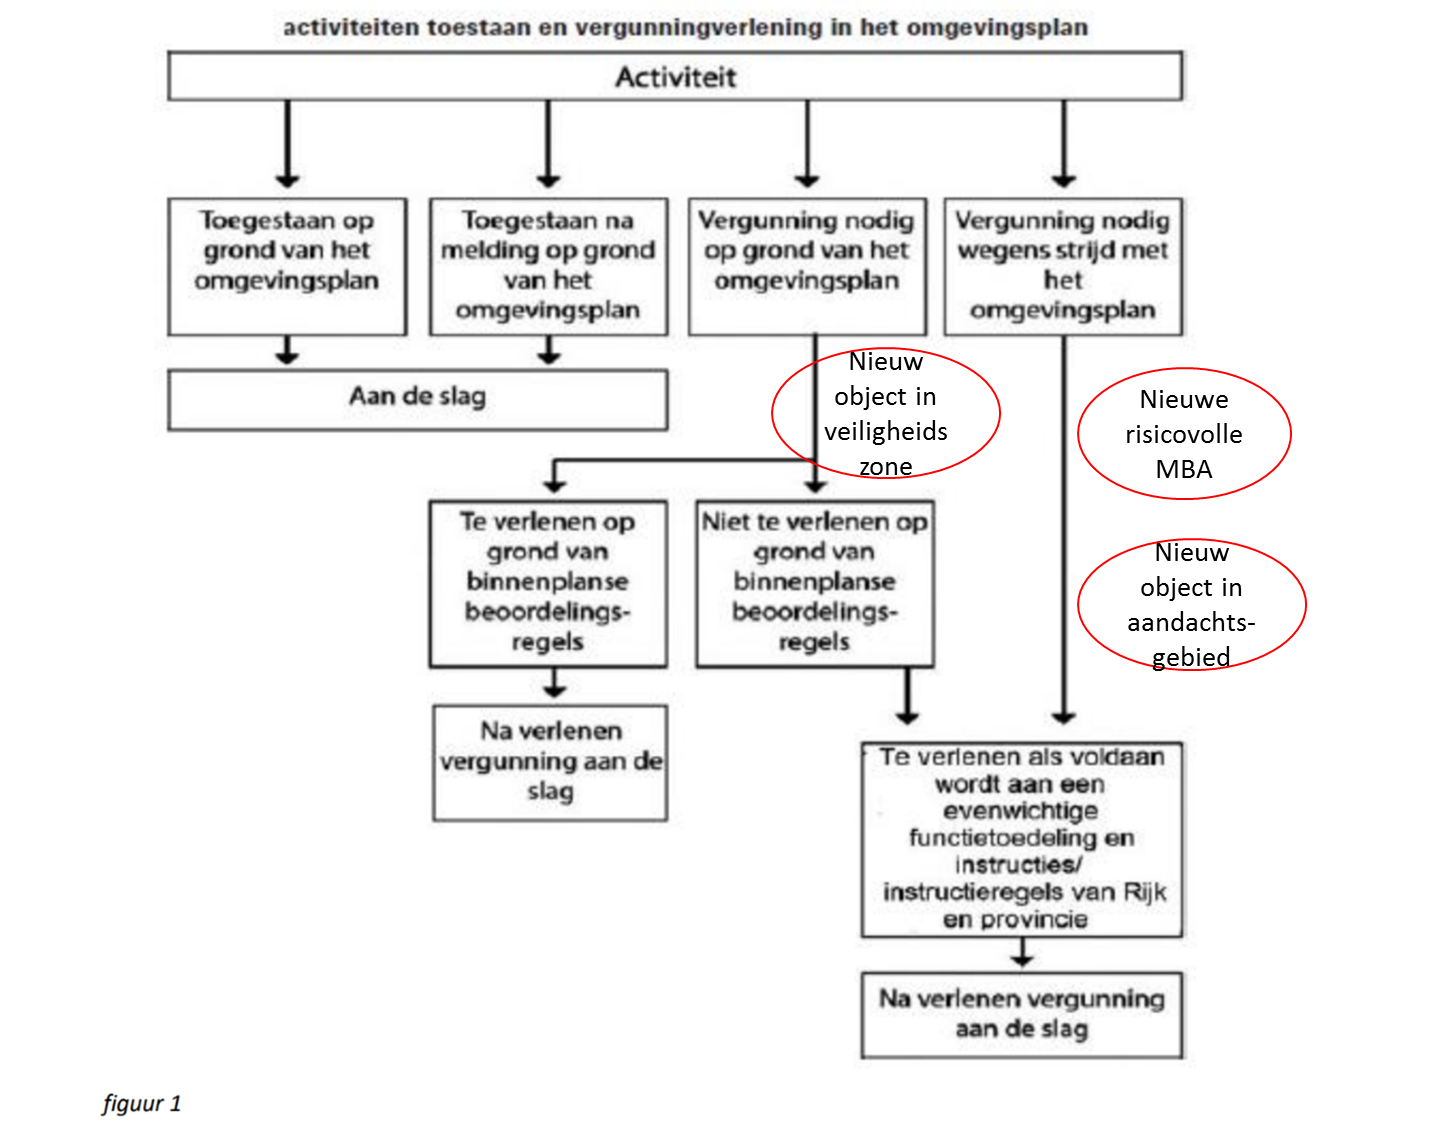 activiteiten toestaan en vergunningverlening in het omgevingsplan
Activiteit
Toegestaan op
grond van het
omgevingsplan
Toegestaan na
melding op grond
van het
omgevingsplan
Vergunning nodig
op grond van het
omgevingsplan
Vergunning nodig
wegens strijd met
het
omgevingsplan
Aan de slag
Nieuw
object in
veiligheids
zone
Nieuwe
risicovolle
MBA
Nieuw
object in
aandachts-
gebied
Te verlenen op
grond van
binnenplanse
beoordelings-
regels
Niet te verlenen op
grond van
binnenplanse
beoordelings-
regels
Na verlenen
vergunning aan de
slag
Te verlenen als voldaan
wordt aan een
evenwichtige
functietoedeling en
instructies/
instructieregels van Rijk
en provincie
Na verlenen vergunning
aan de slag
figuur 1